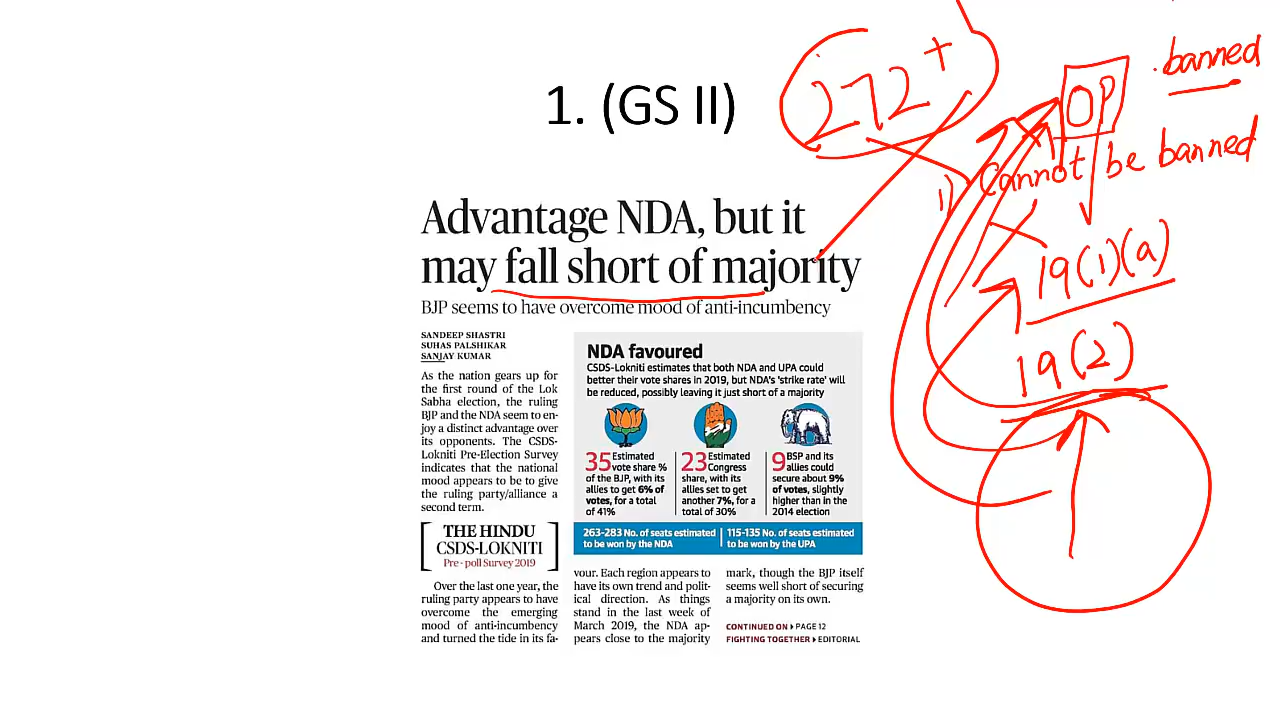 1. (GS II)
272+
OP
banned
1) Cannot be banned
19(1)(a)
19(2)
Advantage NDA, but it
may fall short of majority
BJP seems to have overcome mood of anti-incumbency
SANDEEP SHASTRI
SUHAS PALSHIKAR
SANJAY KUMAR
As the nation gears up for
the first round of the Lok
Sabha election, the ruling
BJP and the NDA seem to en-
joy a distinct advantage over
its opponents. The CSDS-
Lokniti Pre-Election Survey
indicates that the national
mood appears to be to give
the ruling party/alliance a
second term.
THE HINDU
CSDS-LOKNITI
Pre - poll Survey 2019
Over the last one year, the
ruling party appears to have
overcome the emerging
mood of anti-incumbency
and turned the tide in its fa-
NDA favoured
CSDS-Lokniti estimates that both NDA and UPA could
better their vote shares in 2019, but NDA's 'strike rate' will
be reduced, possibly leaving it just short of a majority
35 Estimated
vote share %
of the BJP, with its
allies to get 6% of
votes, for a total
of 41%
23 Estimated
Congress
share, with its
allies set to get
another 7%, for a
total of 30%
9 BSP and its
allies could
secure about 9%
of votes, slightly
higher than in the
2014 election
263-283 No. of seats estimated
to be won by the NDA
115-135 No. of seats estimated
to be won by the UPA
vour. Each region appears to
have its own trend and polit-
ical direction. As things
stand in the last week of
March 2019, the NDA ap-
pears close to the majority
mark, though the BJP itself
seems well short of securing
a majority on its own.
CONTINUED ON PAGE 12
FIGHTING TOGETHER EDITORIAL